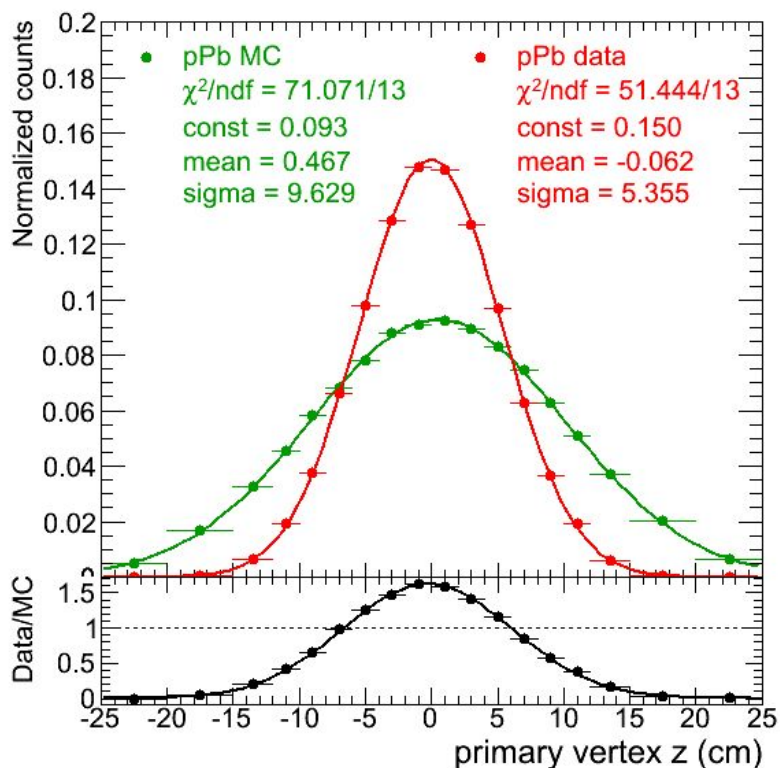 Normalized counts
0.2
0.18
0.16
0.14
0.12
0.1
0.08
0.06
0.04
0.02
0
pPb MC
χ²/ndf = 71.071/13
const = 0.093
mean = 0.467
sigma = 9.629
pPb data
χ²/ndf = 51.444/13
const = 0.150
mean = -0.062
sigma = 5.355
Data/MC
1.5
1
0.5
0
-25 -20 -15 -10 -5 0 5 10 15 20 25
primary vertex z (cm)